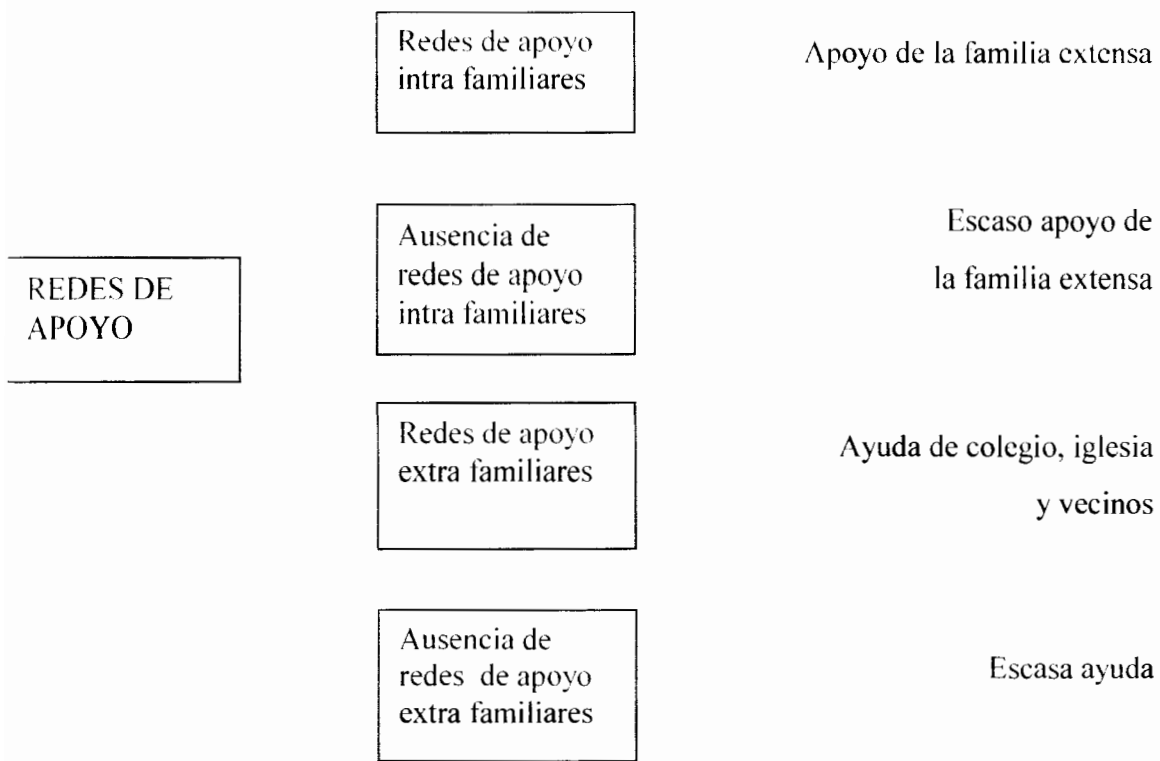 Redes de apoyo
intra familiares
Apoyo de la familia extensa
Ausencia de
redes de apoyo
intra familiares
Escaso apoyo de
la familia extensa
REDES DE
APOYO
Redes de apoyo
extra familiares
Ayuda de colegio, iglesia
y vecinos
Ausencia de
redes de apoyo
extra familiares
Escasa ayuda